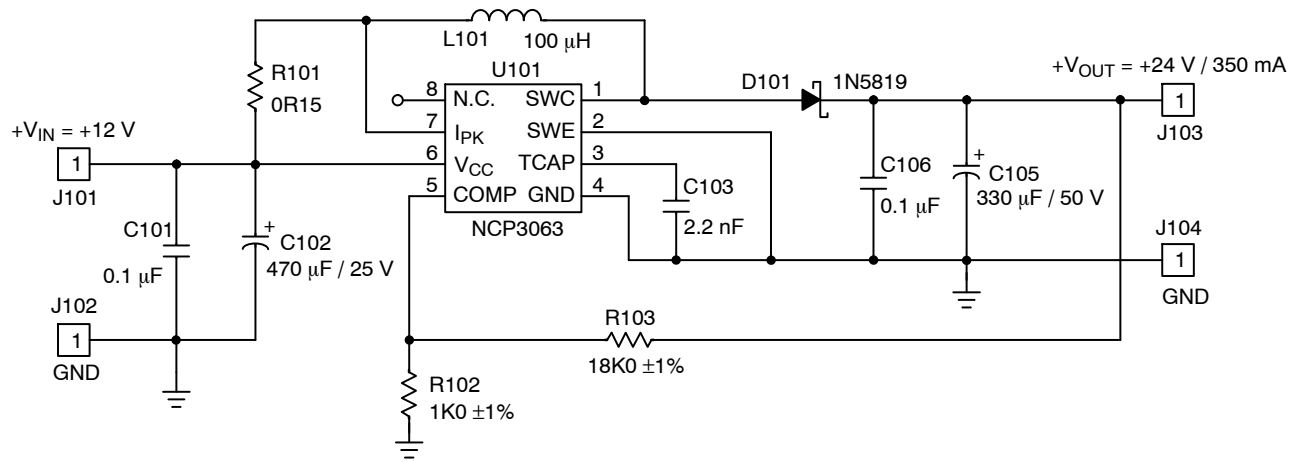 L101 100 μH
R101
0R15
U101
8 N.C. SWC 1
7 IPK SWE 2
6 VCC TCAP 3
5 COMP GND 4
NCP3063
D101 1N5819
+VOUT = +24 V / 350 mA
1
J103
+VIN = +12 V
1
J101
C101
0.1 μF
+
C102
470 μF / 25 V
C103
2.2 nF
C106
0.1 μF
+
C105
330 μF / 50 V
J104
1
GND
J102
1
GND
R103
18K0 ±1%
R102
1K0 ±1%